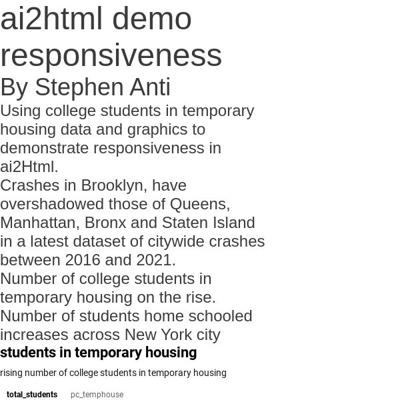 ai2html demo
responsiveness
By Stephen Anti
Using college students in temporary
housing data and graphics to
demonstrate responsiveness in
ai2Html.
Crashes in Brooklyn, have
overshadowed those of Queens,
Manhattan, Bronx and Staten Island
in a latest dataset of citywide crashes
between 2016 and 2021.
Number of college students in
temporary housing on the rise.
Number of students home schooled
increases across New York city
students in temporary housing
rising number of college students in temporary housing
total_students pc_temphouse